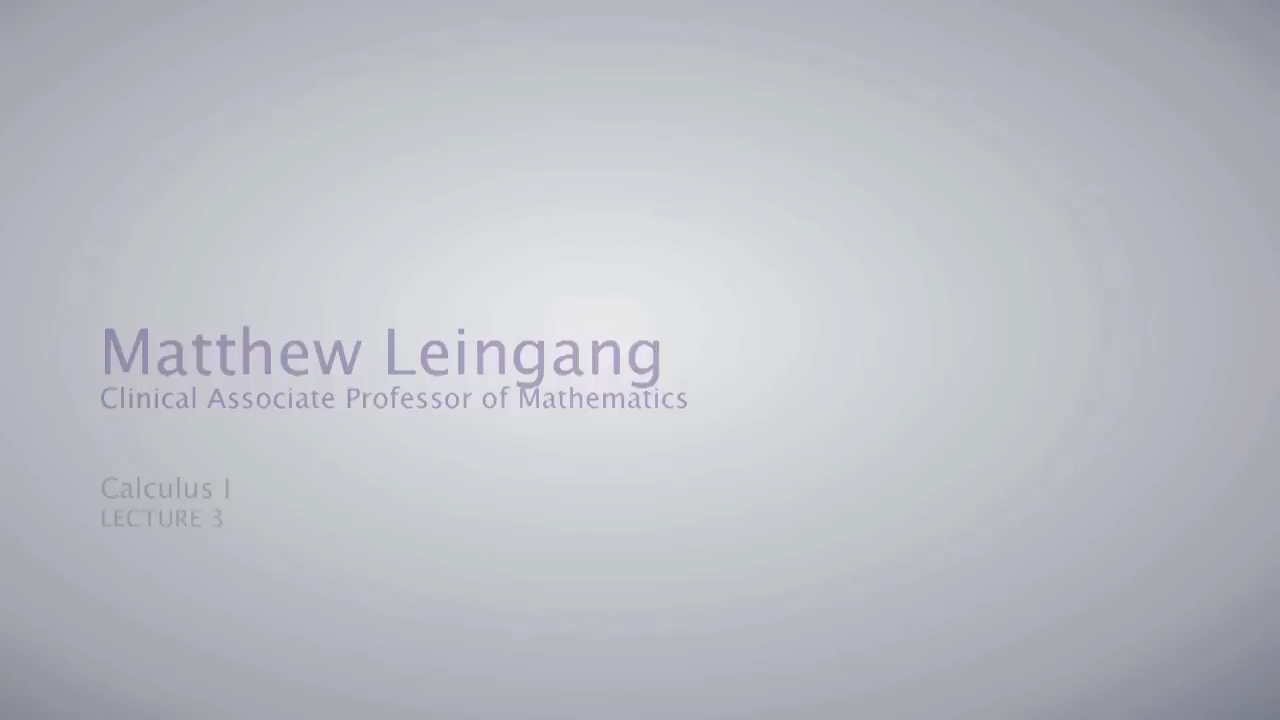 Matthew Leingang
Clinical Associate Professor of Mathematics
Calculus I
LECTURE 3